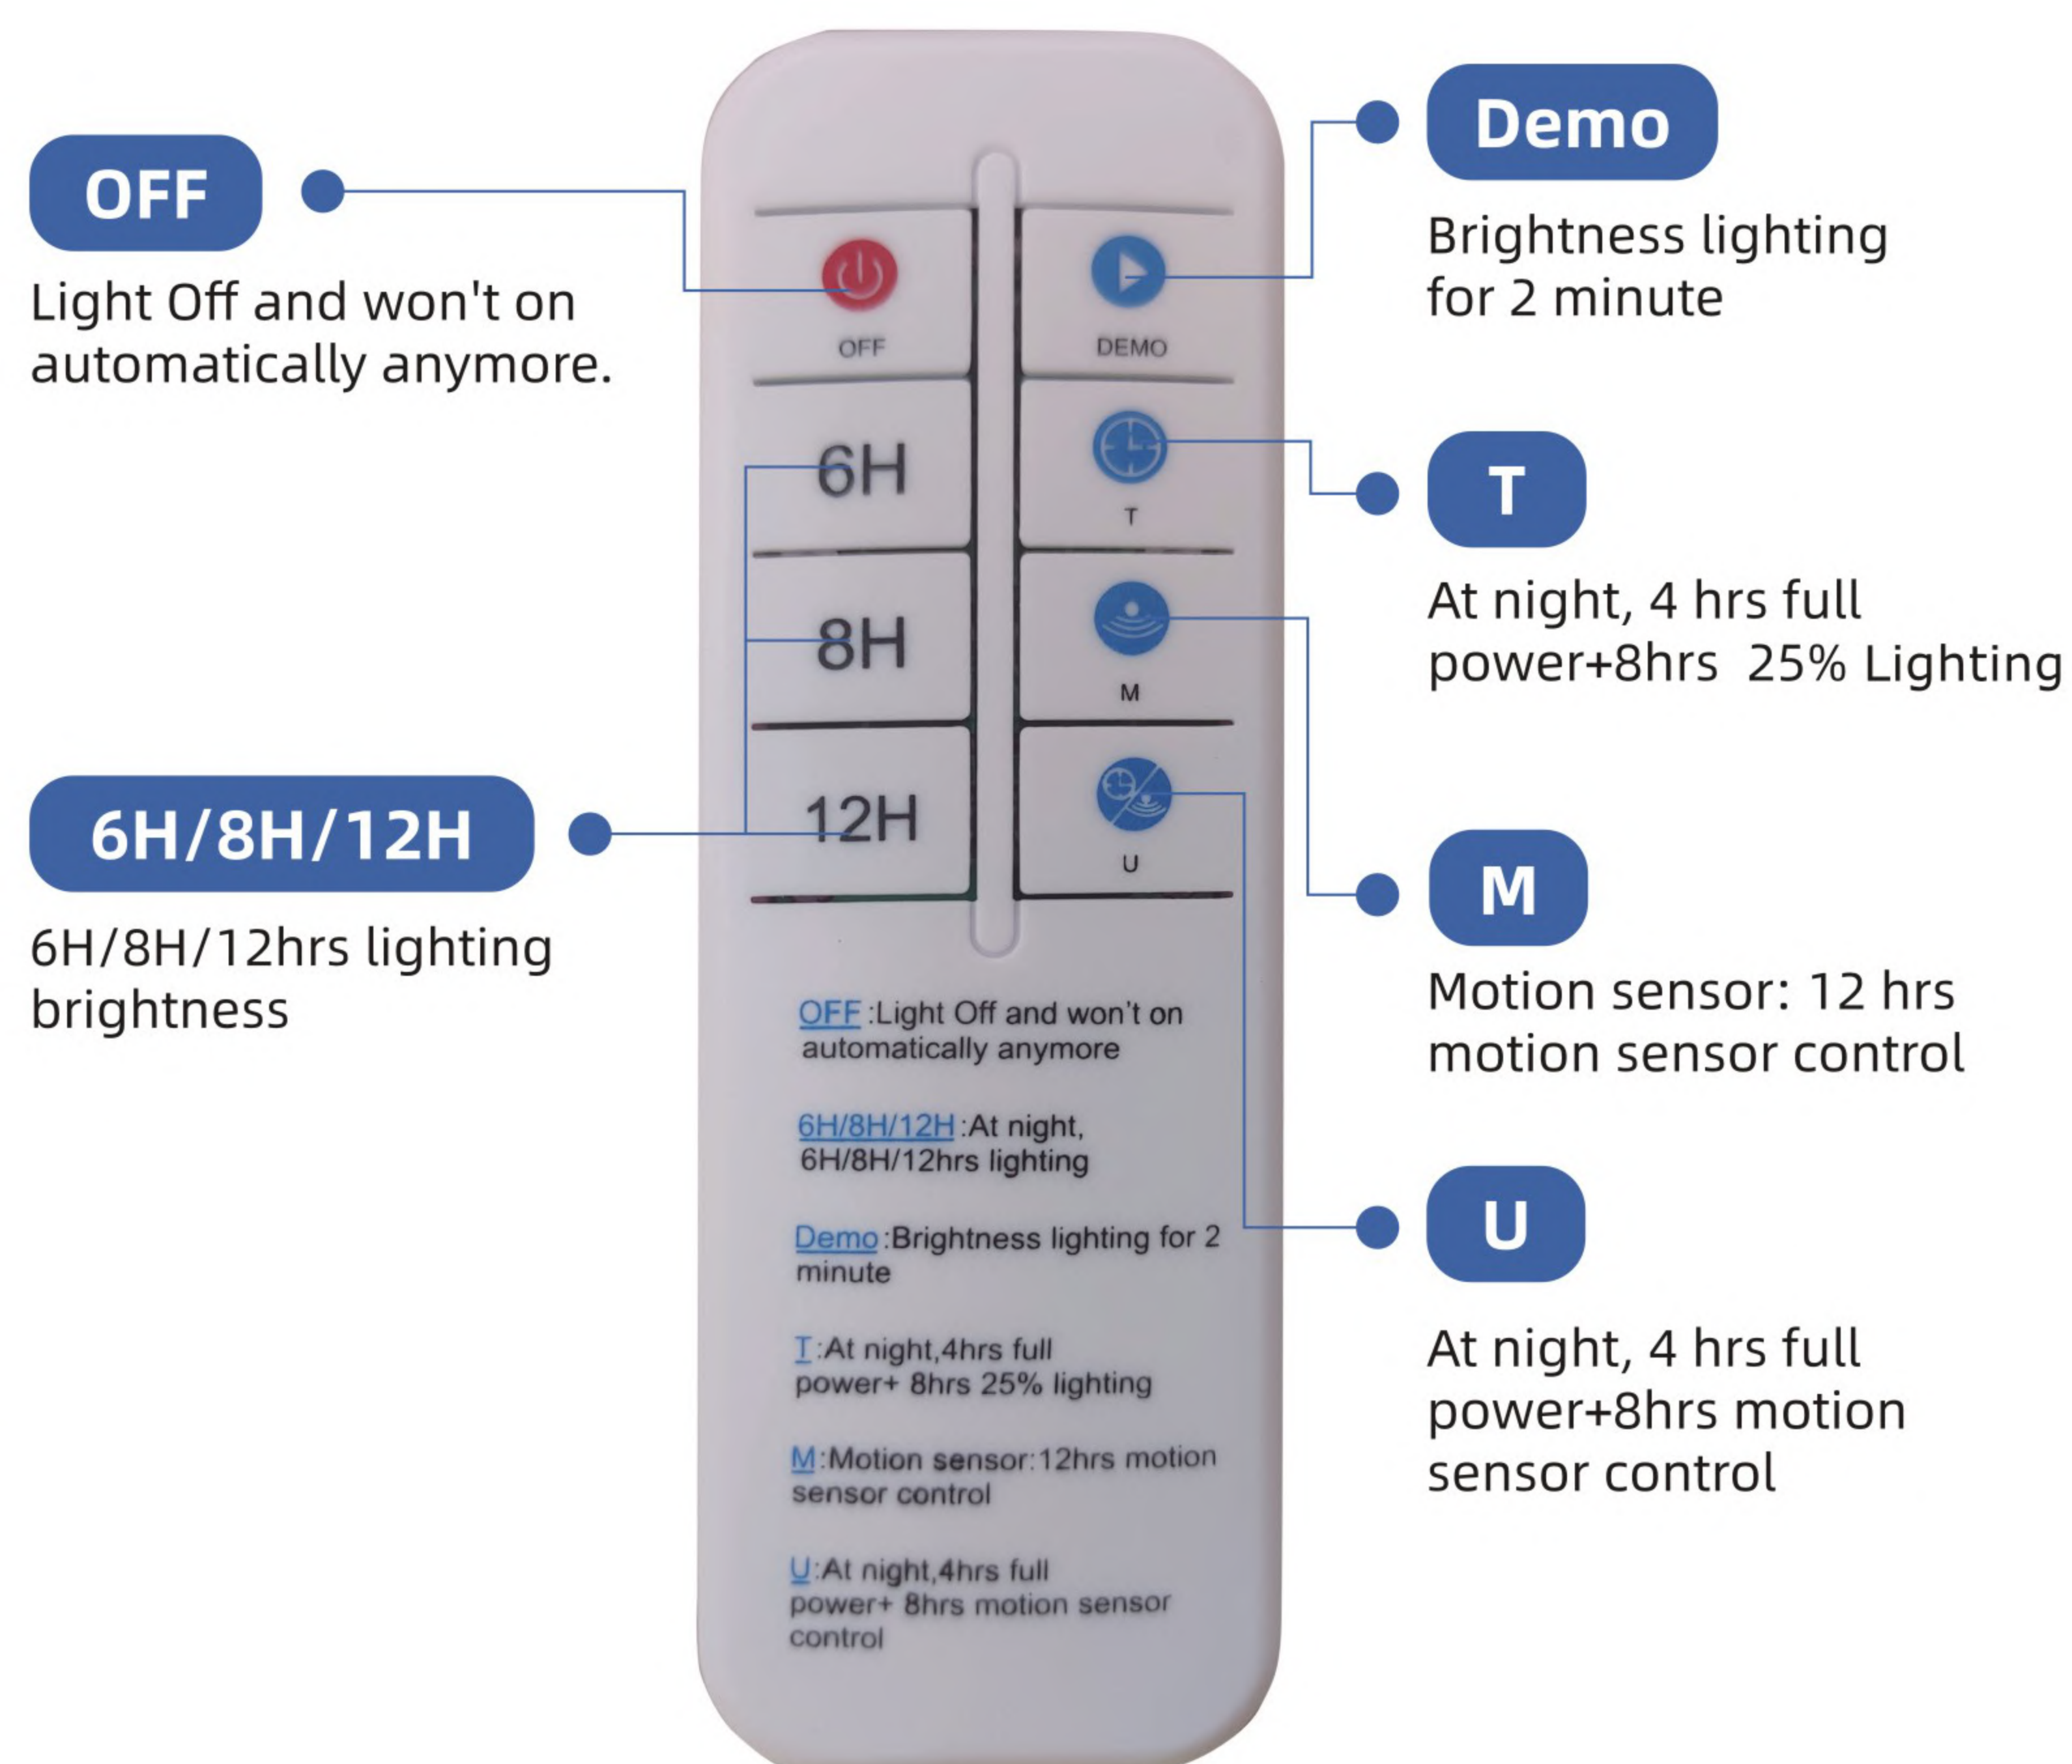 OFF
Light Off and won't on
automatically anymore.
6H/8H/12H
6H/8H/12hrs lighting
brightness
OFF
DEMO
6H
T
8H
M
12H
U
OFF :Light Off and won't on
automatically anymore
6H/8H/12H :At night,
6H/8H/12hrs lighting
Demo :Brightness lighting for 2
minute
T :At night,4hrs full
power+ 8hrs 25% lighting
M :Motion sensor:12hrs motion
sensor control
U :At night,4hrs full
power+ 8hrs motion sensor
control
Demo
Brightness lighting
for 2 minute
T
At night, 4 hrs full
power+8hrs  25% Lighting
M
Motion sensor: 12 hrs
motion sensor control
U
At night, 4 hrs full
power+8hrs motion
sensor control